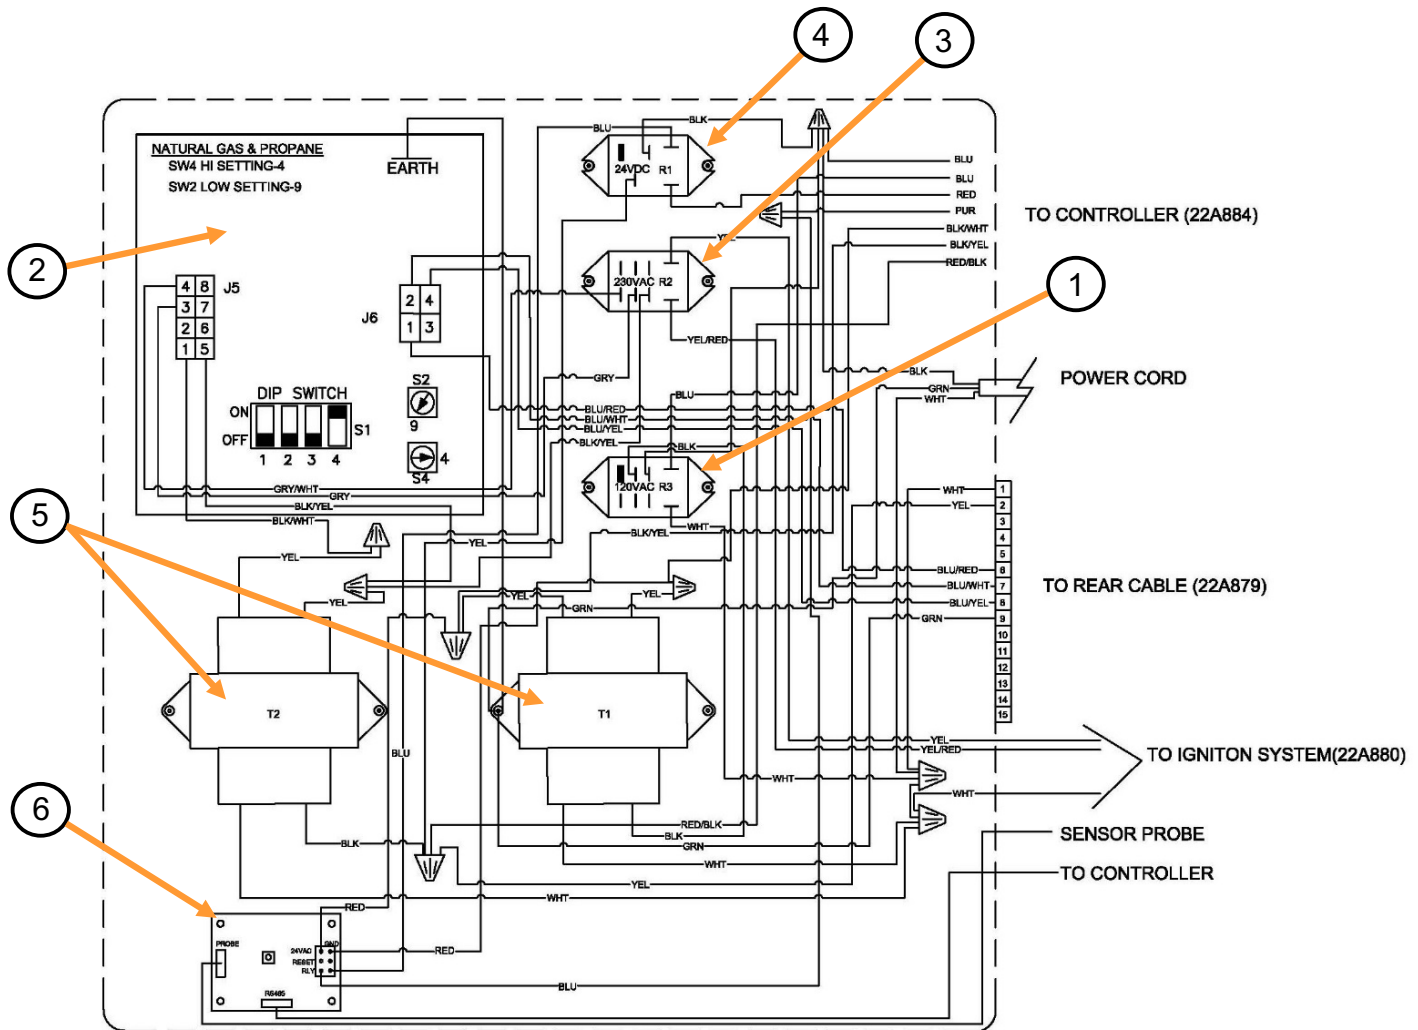 4
3
BLK
BLU
NATURAL GAS & PROPANE
SW4 HI SETTING-4
SW2 LOW SETTING-9
EARTH
24VDC R1
BLU
BLU
RED
PUR
BLK/WHT
BLK/YEL
RED/BLK
TO CONTROLLER (22A884)
2
YEL
230VAC R2
1
4 8
3 7
2 6
1 5
J5
2 4
1 3
J6
YEL/RED
GRY
BLK
GRN
WHT
POWER CORD
S2
9
DIP SWITCH
ON
OFF
S1
1 2 3 4
4
S4
BLU
BLU/RED
BLU/WHT
BLU/YEL
BLK/YEL
BLK
120VAC R3
WHT
GRY/WHT
GRY
BLK/YEL
BLK/WHT
5
YEL
YEL
BLK/YEL
YEL
YEL
YEL
GRN
WHT
YEL
BLU/RED
BLU/WHT
BLU/YEL
GRN
1
2
3
4
5
6
7
8
9
10
11
12
13
14
15
TO REAR CABLE (22A879)
T2
T1
BLU
YEL
YEL/RED
TO IGNITON SYSTEM(22A880)
WHT
WHT
6
RED/BLK
BLK
BLK
GRN
WHT
YEL
WHT
SENSOR PROBE
TO CONTROLLER
RED
RED
BLU
PROBE
24VAC
GND
RESET
RLY
RS485